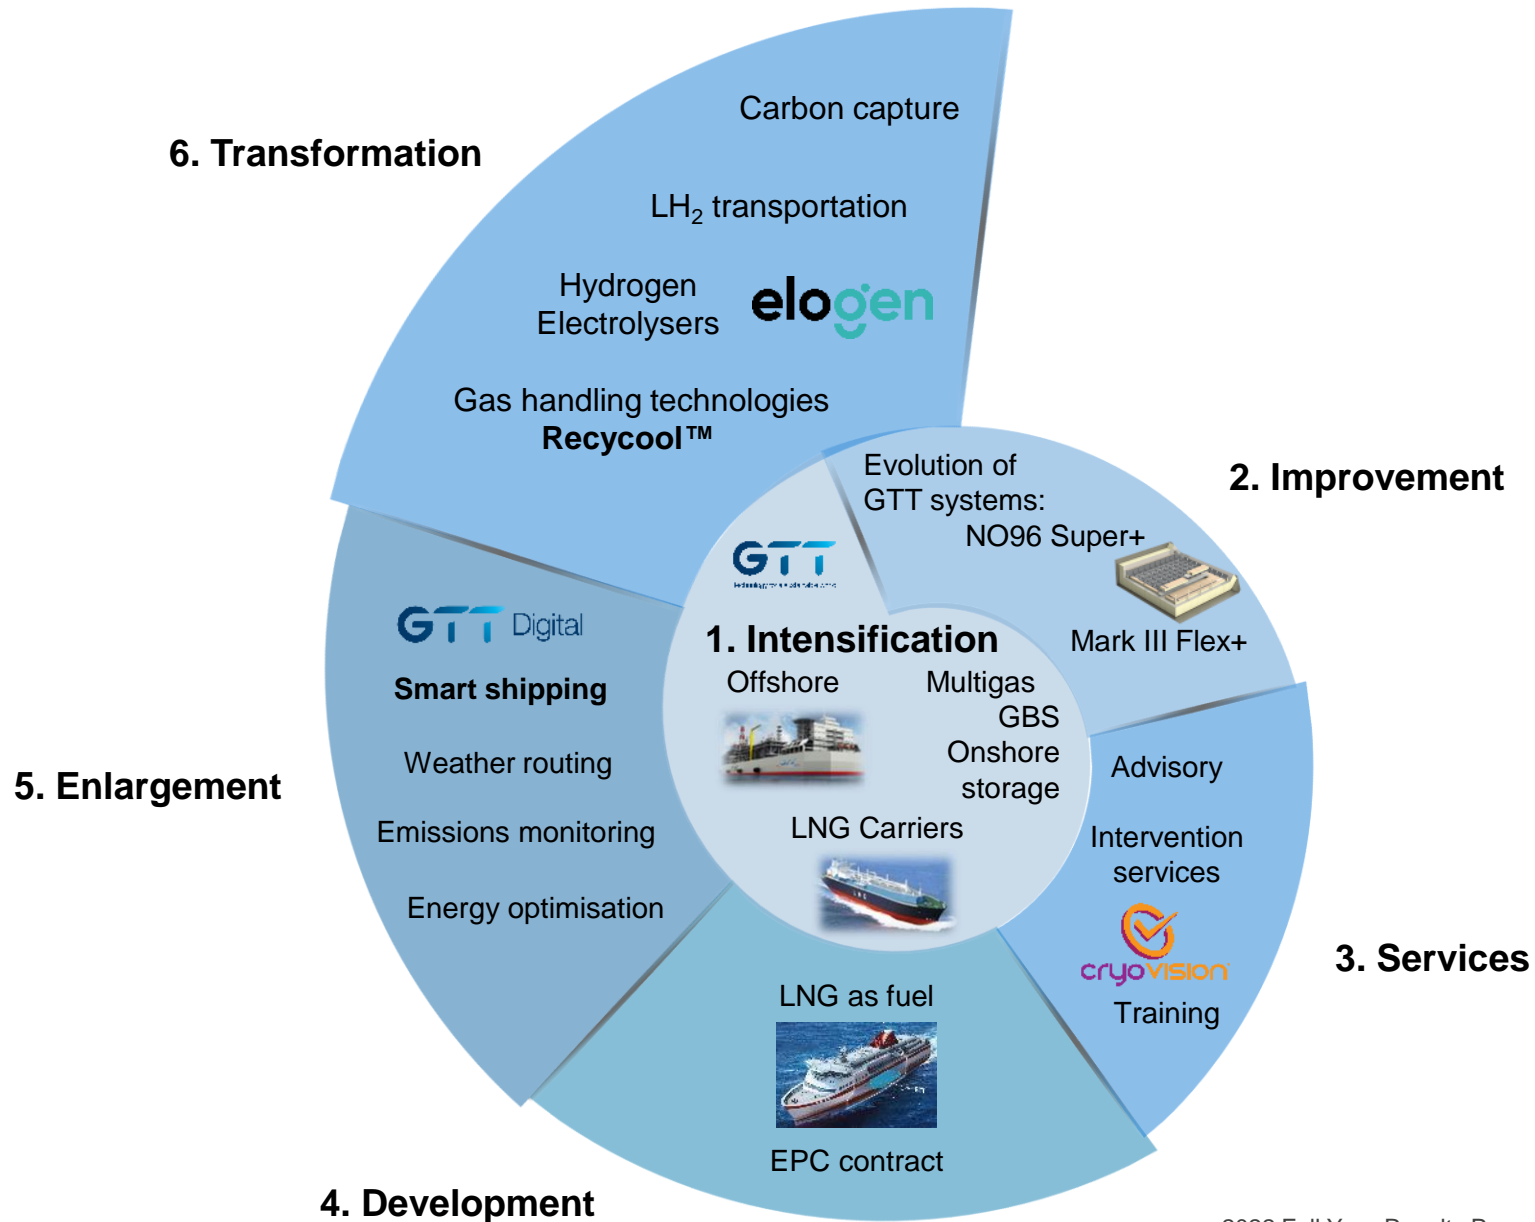 6. Transformation
Carbon capture
LH₂ transportation
Hydrogen
Electrolysers
elogen
Gas handling technologies
Recycool™
2. Improvement
Evolution of
GTT systems:
NO96 Super+
Mark III Flex+
GTT
1. Intensification
Offshore
Multigas
GBS
Onshore
storage
LNG Carriers
3. Services
Advisory
Intervention
services
cryovision
Training
4. Development
LNG as fuel
EPC contract
5. Enlargement
GTT Digital
Smart shipping
Weather routing
Emissions monitoring
Energy optimisation